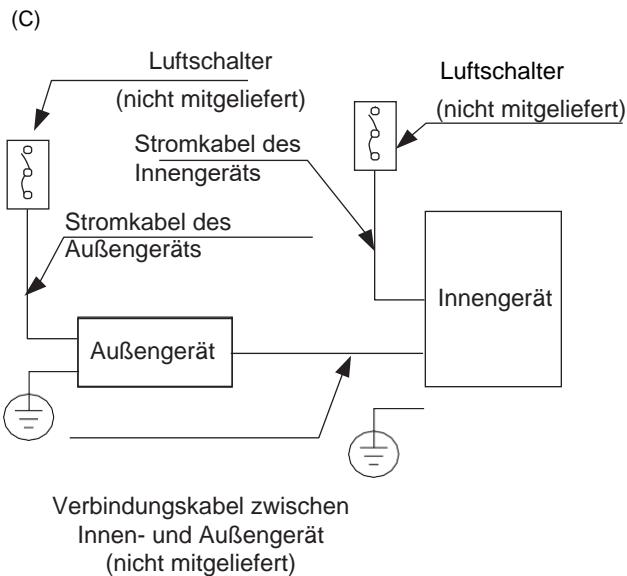 (C)
Luftschalter
(nicht mitgeliefert)
Luftschalter
(nicht mitgeliefert)
Stromkabel des
Innengeräts
Stromkabel des
Außengeräts
Innengerät
Außengerät
Verbindungskabel zwischen
Innen- und Außengerät
(nicht mitgeliefert)